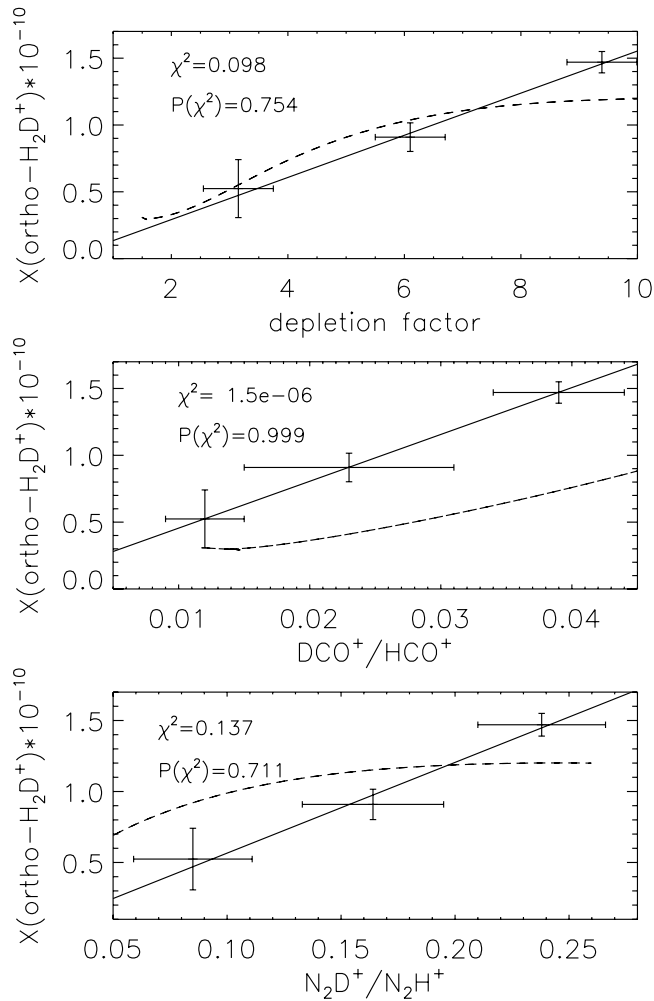 X(ortho−H₂D⁺)*10⁻¹⁰
1.5
1.0
0.5
0.0
χ²=0.098
P(χ²)=0.754
2 4 6 8 10
depletion factor
X(ortho−H₂D⁺)*10⁻¹⁰
1.5
1.0
0.5
0.0
χ²= 1.5e−06
P(χ²)=0.999
0.01 0.02 0.03 0.04
DCO⁺/HCO⁺
X(ortho−H₂D⁺)*10⁻¹⁰
1.5
1.0
0.5
χ²=0.137
P(χ²)=0.711
0.05 0.10 0.15 0.20 0.25
N₂D⁺/N₂H⁺